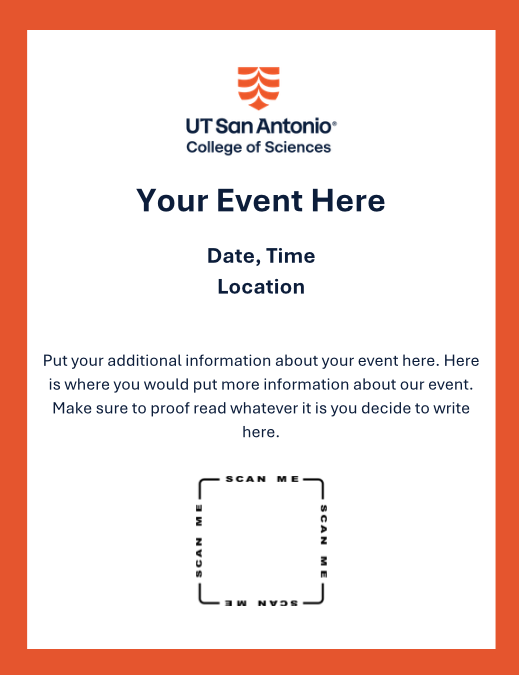 UT San Antonio®
College of Sciences
Your Event Here
Date, Time
Location
Put your additional information about your event here. Here
is where you would put more information about our event.
Make sure to proof read whatever it is you decide to write
here.
SCAN ME
SCAN ME
SCAN ME
SCAN ME